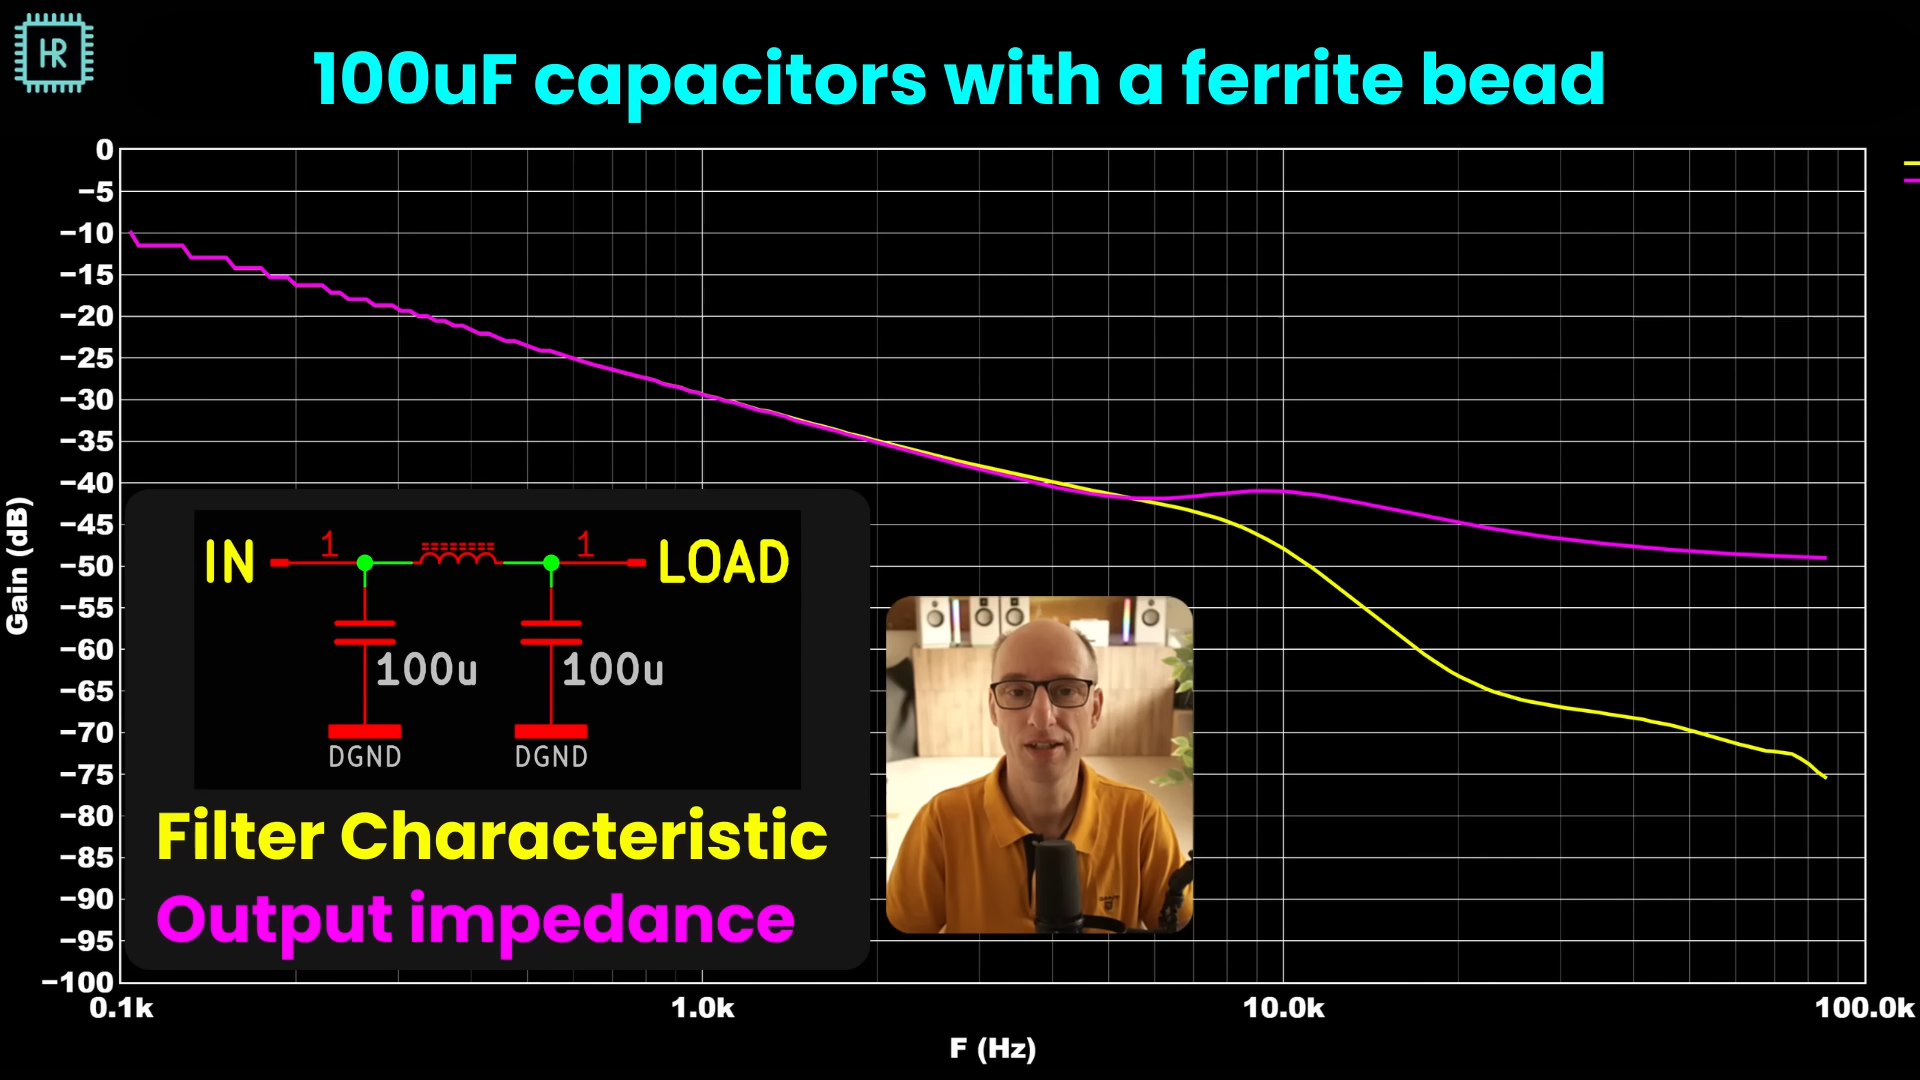 HR
100uF capacitors with a ferrite bead
0
−5
−10
−15
−20
−25
−30
−35
−40
−45
−50
−55
−60
−65
−70
−75
−80
−85
−90
−95
−100
Gain (dB)
IN 1 1 LOAD
100u 100u
DGND DGND
Filter Characteristic
Output impedance
0.1k 1.0k 10.0k 100.0k
F (Hz)